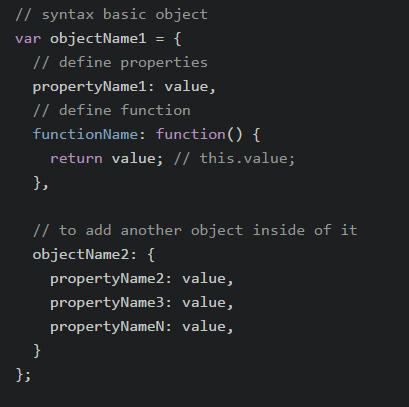 // syntax basic object
var objectName1 = {
  // define properties
  propertyName1: value,
  // define function
  functionName: function() {
    return value; // this.value;
  },

  // to add another object inside of it
  objectName2: {
    propertyName2: value,
    propertyName3: value,
    propertyNameN: value,
  }
};